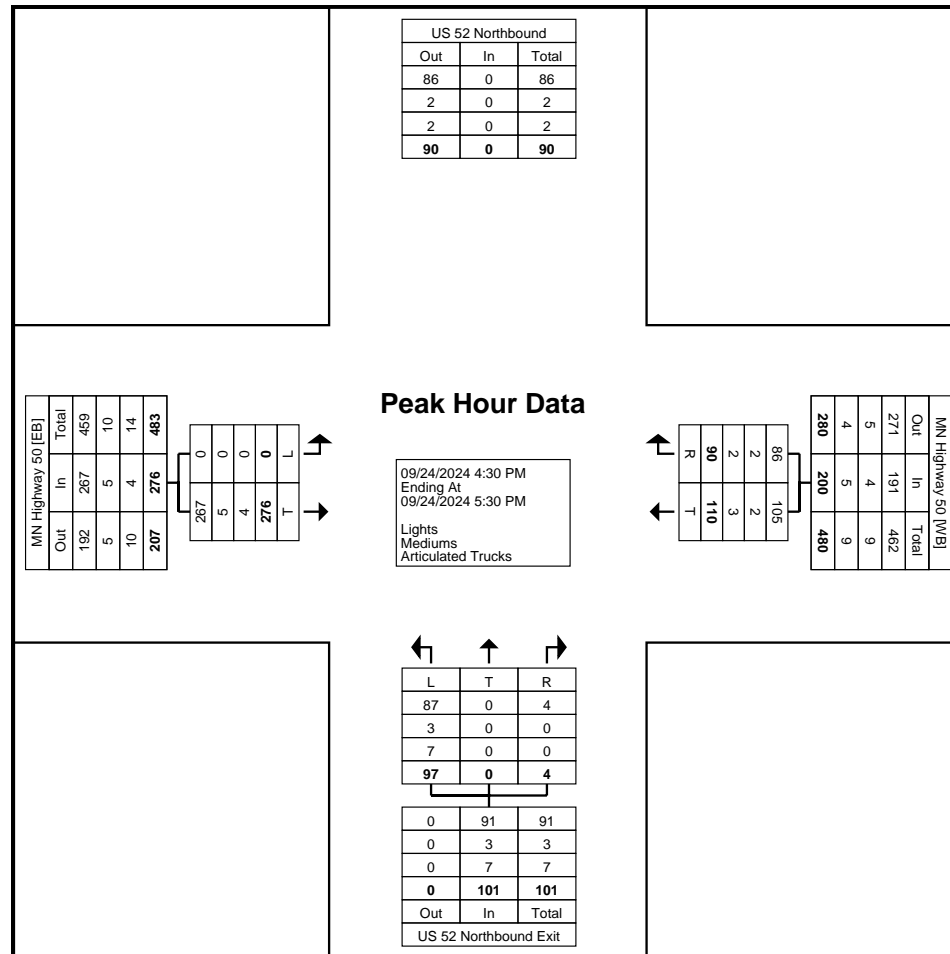 US 52 Northbound
Out In Total
86 0 86
2 0 2
2 0 2
90 0 90
Peak Hour Data
MN Highway 50 [EB]
Out In Total
192 267 459
5 5 10
10 4 14
207 276 483
267 0
5 0
4 0
276 0
T L
09/24/2024 4:30 PM
Ending At
09/24/2024 5:30 PM
Lights
Mediums
Articulated Trucks
MN Highway 50 [WB]
Out In Total
271 191 462
5 4 9
4 5 9
280 200 480
86 105
2 2
2 3
90 110
R T
L T R
87 0 4
3 0 0
7 0 0
97 0 4
0 91 91
0 3 3
0 7 7
0 101 101
Out In Total
US 52 Northbound Exit